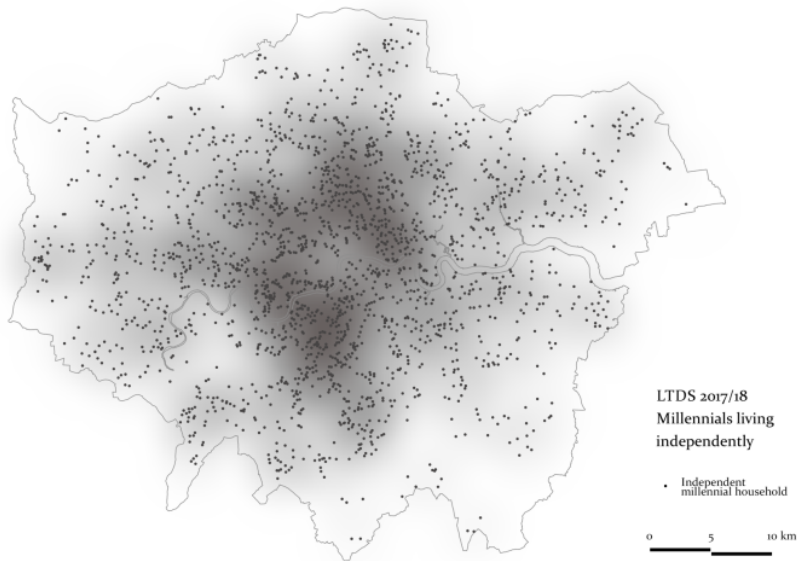 LTDS 2017/18
Millennials living
independently
Independent
millennial household
0 5 10 km